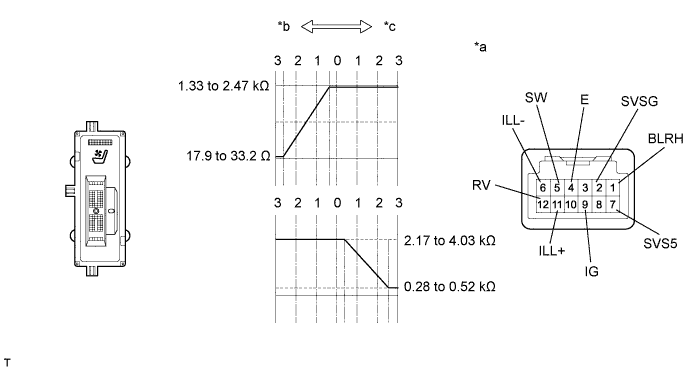 *b *c
*a
3 2 1 0 1 2 3
1.33 to 2.47 kΩ
17.9 to 33.2 Ω
3 2 1 0 1 2 3
2.17 to 4.03 kΩ
0.28 to 0.52 kΩ
SW E SVSG
ILL- BLRH
6 5 4 3 2 1
RV
12 11 10 9 8 7
ILL+ SVS5
IG
T